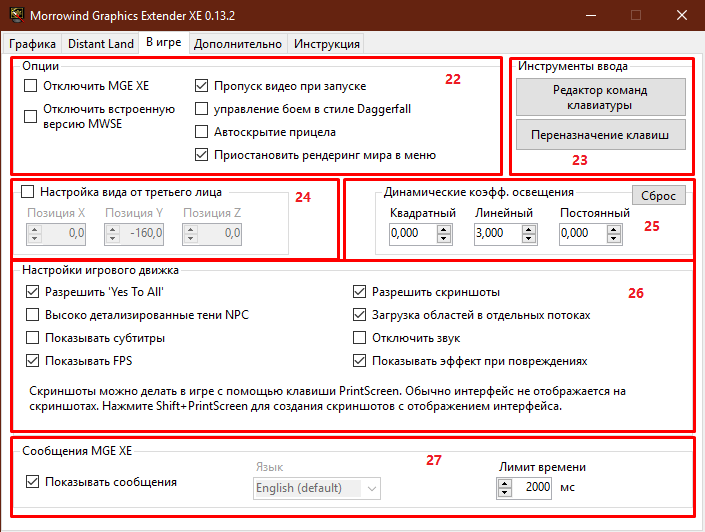 Morrowind Graphics Extender XE 0.13.2
Графика Distant Land В игре Дополнительно Инструкция
Опции
22
Отключить MGE XE
Отключить встроенную
версию MWSE
Пропуск видео при запуске
управление боем в стиле Daggerfall
Автоскрытие прицела
Приостановить рендеринг мира в меню
Инструменты ввода
Редактор команд
клавиатуры
Переназначение клавиш
23
Настройка вида от третьего лица
24
Позиция X Позиция Y Позиция Z
0,0 -160,0 0,0
Динамические коэфф. освещения
Сброс
Квадратный Линейный Постоянный
25
0,000 3,000 0,000
Настройки игрового движка
26
Разрешить 'Yes To All'
Высоко детализированные тени NPC
Показывать субтитры
Показывать FPS
Разрешить скриншоты
Загрузка областей в отдельных потоках
Отключить звук
Показывать эффект при повреждениях
Скриншоты можно делать в игре с помощью клавиши PrintScreen. Обычно интерфейс не отображается на
скриншотах. Нажмите Shift+PrintScreen для создания скриншотов с отображением интерфейса.
Сообщения MGE XE
27
Показывать сообщения
Язык
English (default)
Лимит времени
2000 мс